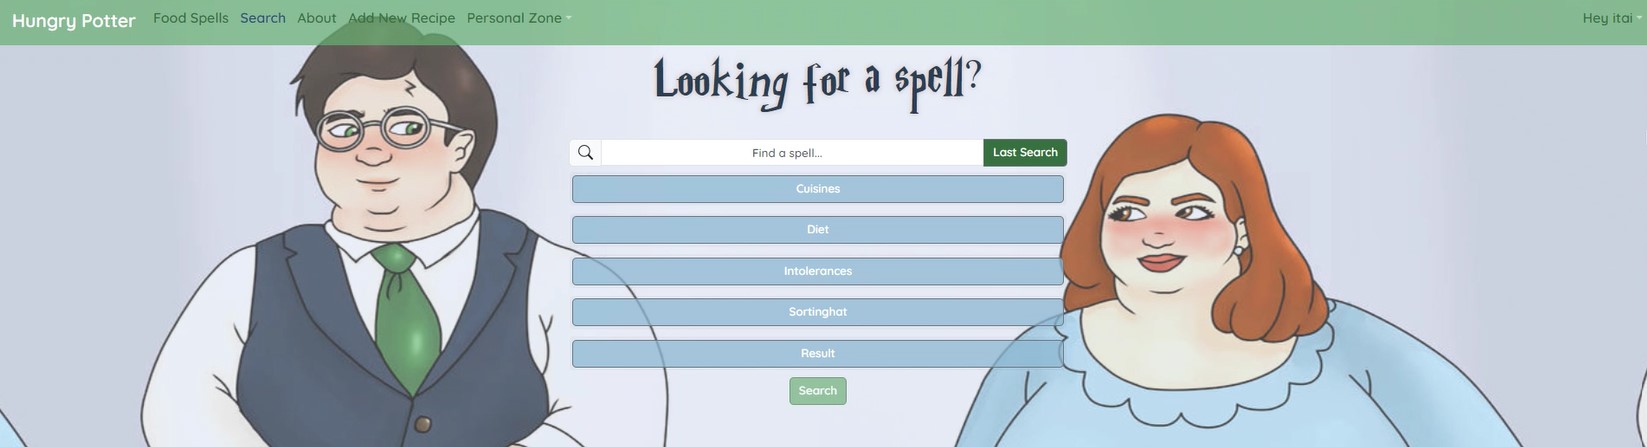 Hungry Potter Food Spells Search About Add New Recipe Personal Zone Hey itai
Looking for a spell?
Find a spell... Last Search
Cuisines
Diet
Intolerances
Sortinghat
Result
Search